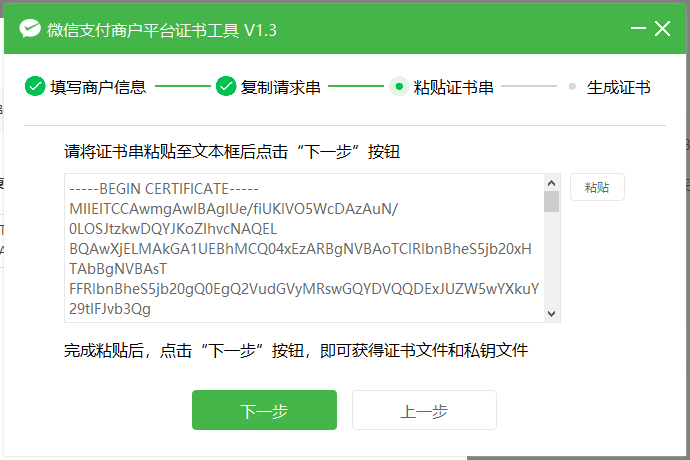 微信支付商户平台证书工具 V1.3
填写商户信息 复制请求串 粘贴证书串 生成证书
请将证书串粘贴至文本框后点击“下一步”按钮
-----BEGIN CERTIFICATE-----
粘贴
MIIEITCCAwmgAwIBAgIUe/fiUKlVO5WcDAzAuN/
0LOSJtzkwDQYJKoZIhvcNAQEL
BQAwXjELMAkGA1UEBhMCQ04xEzARBgNVBAoTClRlbnBheS5jb20xH
TAbBgNVBAsT
FFRlbnBheS5jb20gQ0EgQ2VudGVyMRswGQYDVQQDExJUZW5wYXkuY
29tIFJvb3Qg
完成粘贴后，点击“下一步”按钮，即可获得证书文件和私钥文件
下一步 上一步